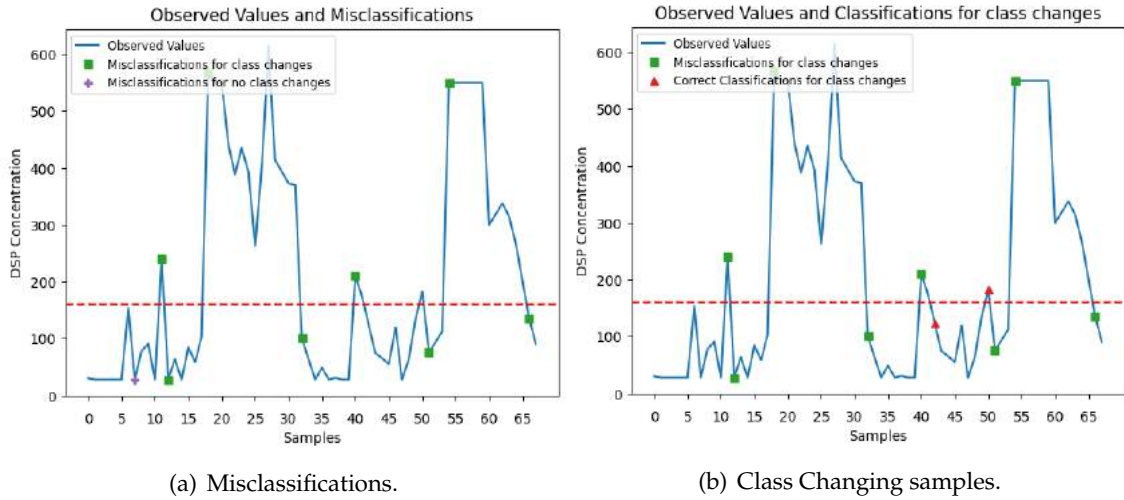 Observed Values and Misclassifications
Observed Values
Misclassifications for class changes
Misclassifications for no class changes
DSP Concentration
600
500
400
300
200
100
0
0 5 10 15 20 25 30 35 40 45 50 55 60 65
Samples
(a) Misclassifications.
Observed Values and Classifications for class changes
Observed Values
Misclassifications for class changes
Correct Classifications for class changes
DSP Concentration
600
500
400
300
200
100
0
0 5 10 15 20 25 30 35 40 45 50 55 60 65
Samples
(b) Class Changing samples.